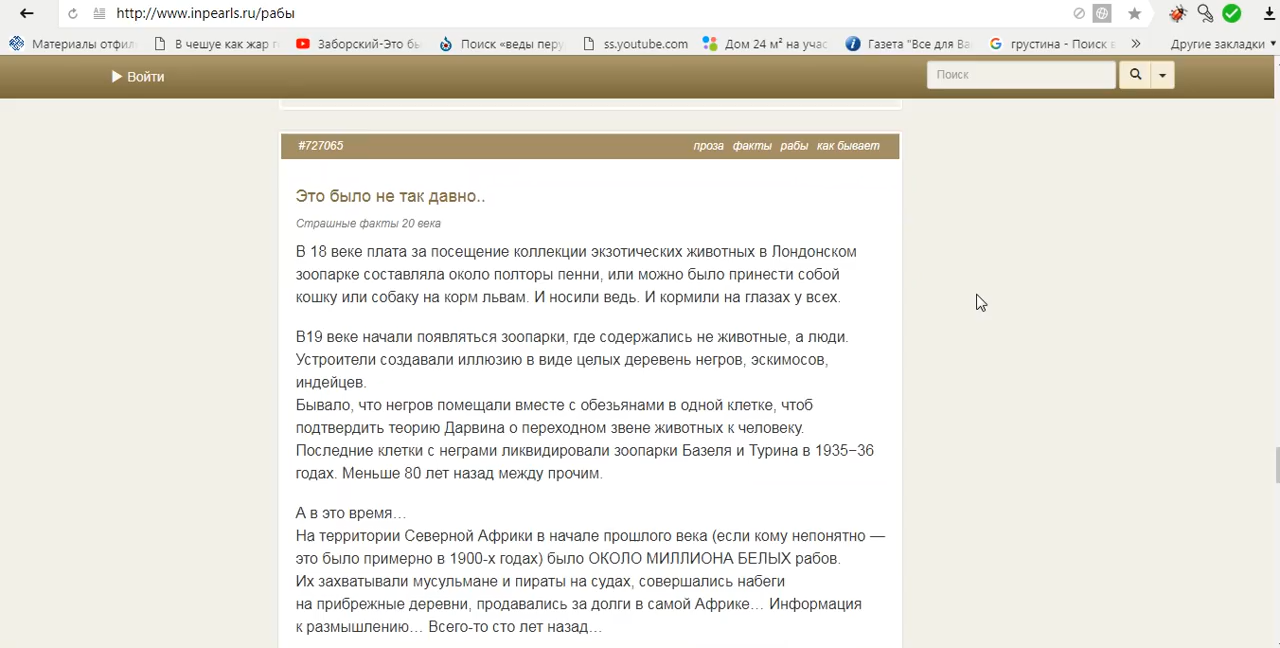 http://www.inpearls.ru/рабы
Материалы отфил
В чешуе как жар г
Заборский-Это бы
Поиск «веды перу
ss.youtube.com
Дом 24 м² на учас
Газета "Все для Ва
грустина - Поиск в
Другие закладки
Войти
Поиск
#727065
проза факты рабы как бывает
Это было не так давно..
Страшные факты 20 века
В 18 веке плата за посещение коллекции экзотических животных в Лондонском
зоопарке составляла около полторы пенни, или можно было принести собой
кошку или собаку на корм львам. И носили ведь. И кормили на глазах у всех.
В19 веке начали появляться зоопарки, где содержались не животные, а люди.
Устроители создавали иллюзию в виде целых деревень негров, эскимосов,
индейцев.
Бывало, что негров помещали вместе с обезьянами в одной клетке, чтоб
подтвердить теорию Дарвина о переходном звене животных к человеку.
Последние клетки с неграми ликвидировали зоопарки Базеля и Турина в 1935–36
годах. Меньше 80 лет назад между прочим.
А в это время…
На территории Северной Африки в начале прошлого века (если кому непонятно —
это было примерно в 1900-х годах) было ОКОЛО МИЛЛИОНА БЕЛЫХ рабов.
Их захватывали мусульмане и пираты на судах, совершались набеги
на прибрежные деревни, продавались за долги в самой Африке… Информация
к размышлению… Всего-то сто лет назад…